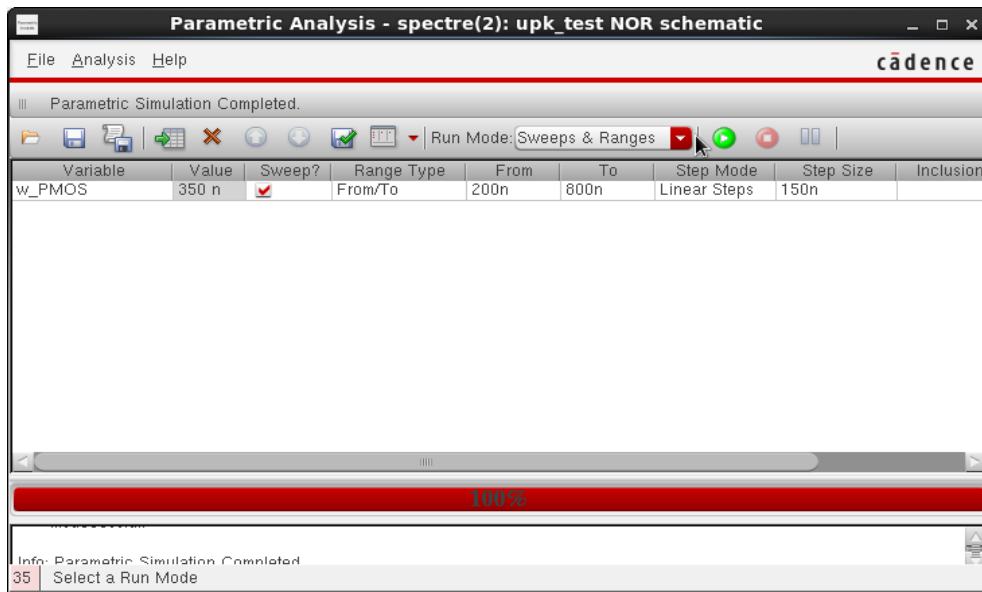 Parametric Analysis - spectre(2): upk_test NOR schematic
File Analysis Help
cādence
Parametric Simulation Completed.
Run Mode: Sweeps & Ranges
Variable Value Sweep? Range Type From To Step Mode Step Size Inclusion
w_PMOS 350 n From/To 200n 800n Linear Steps 150n
100%
Info: Parametric Simulation Completed
35 Select a Run Mode